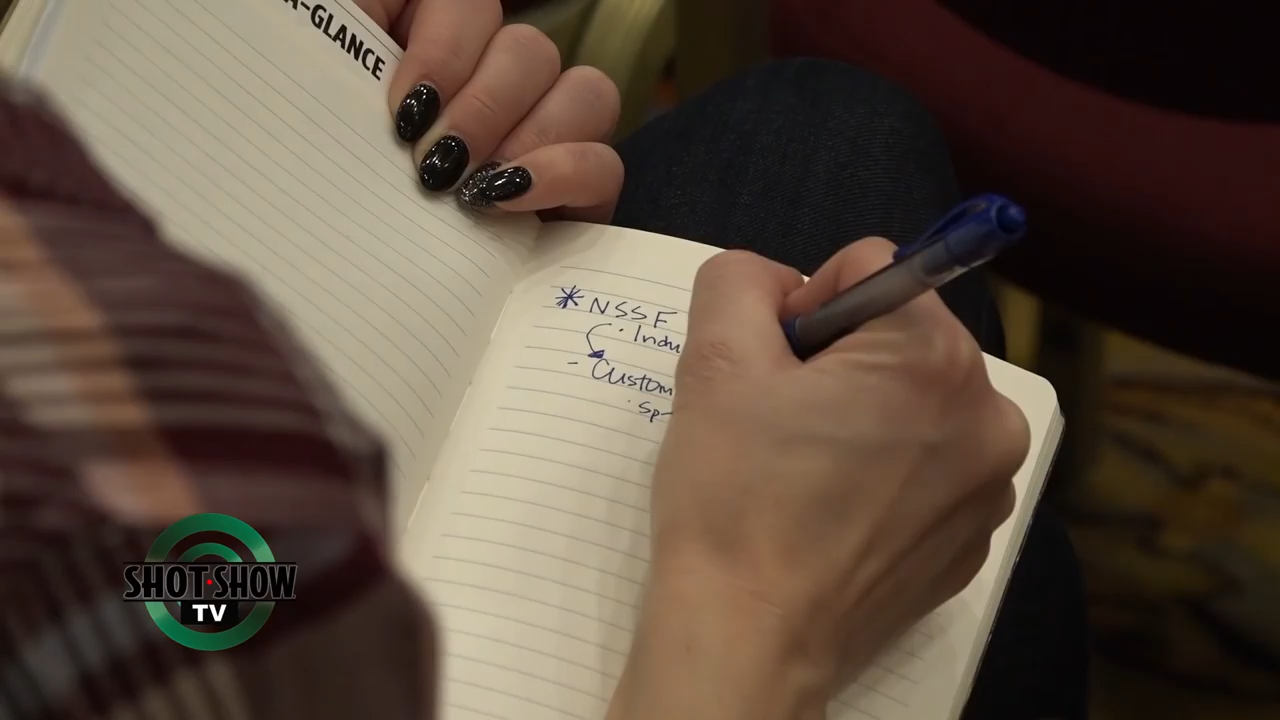 A-GLANCE
* NSSF
· Indu
- Custom
· Sp
SHOT·SHOW
TV